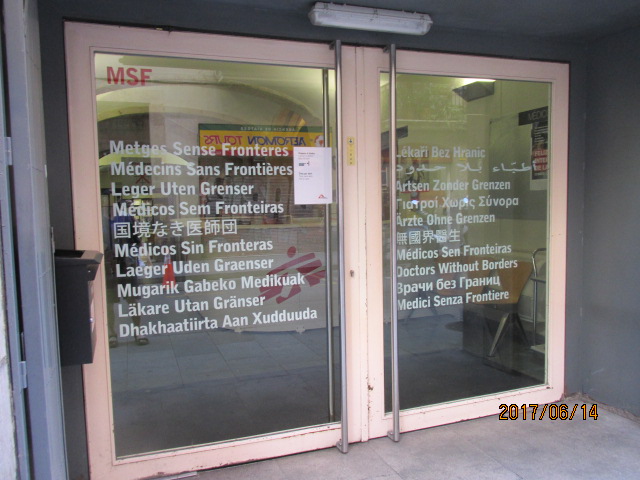 MSF
Metges Sense Fronteres
Médecins Sans Frontières
Leger Uten Grenser
Médicos Sem Fronteiras
国境なき医師団
Médicos Sin Fronteras
Laeger Uden Graenser
Mugarik Gabeko Medikuak
Läkare Utan Gränser
Dhakhaatiirta Aan Xudduuda
Lékaři Bez Hranic
أطباء بلا حدود
Artsen Zonder Grenzen
Γιατροί Χωρίς Σύνορα
Ärzte Ohne Grenzen
無國界醫生
Médicos Sen Fronteiras
Doctors Without Borders
Врачи без Границ
Medici Senza Frontiere
AEROMON TOURS
2017/06/14